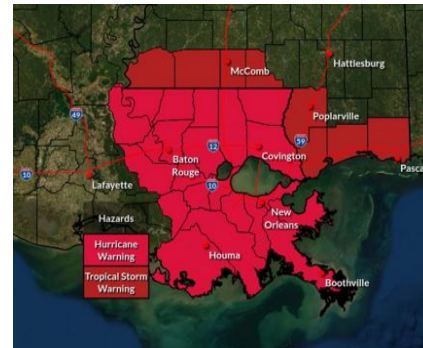 Hattiesburg
McComb
Poplarville
49
59
12
Baton
Rouge
Covington
10
10
Lafayette
Pasca
New
Orleans
Hazards
Hurricane
Warning
Houma
Tropical Storm
Warning
Boothville